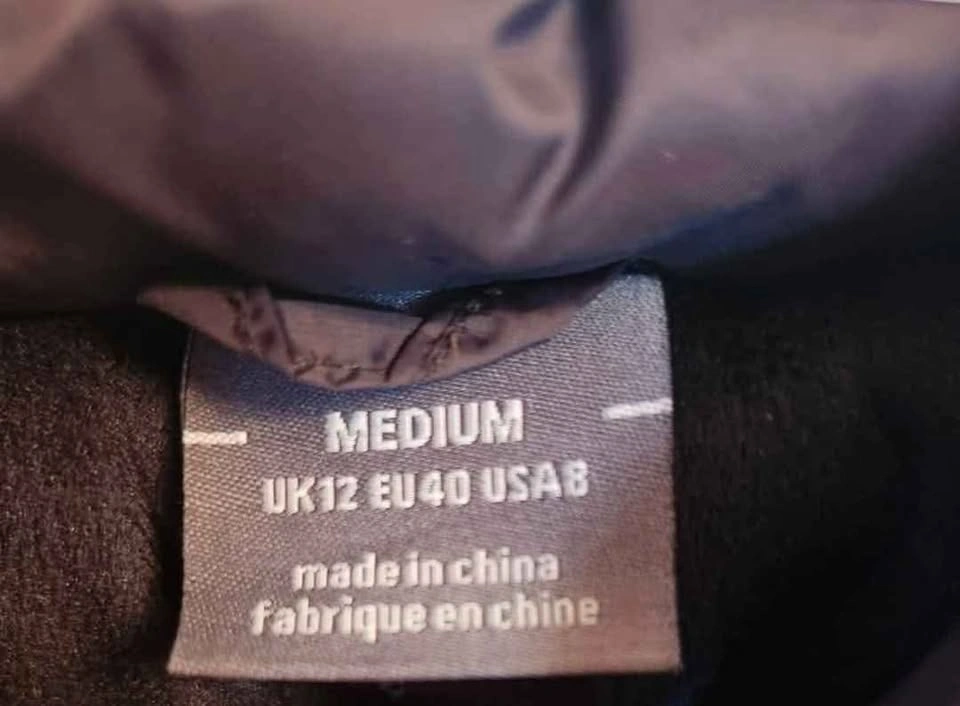 MEDIUM
UK12 EU40 USA8
made in china
fabrique en chine